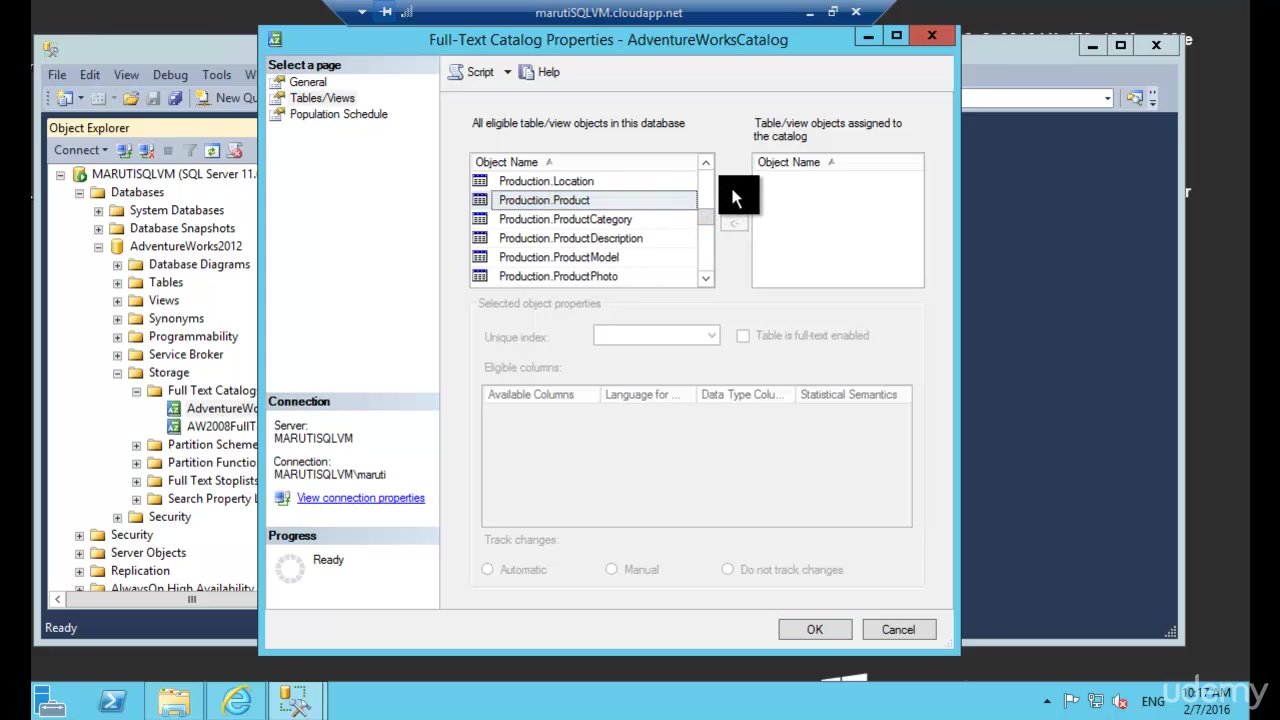 marutiSQLVM.cloudapp.net
Full-Text Catalog Properties - AdventureWorksCatalog
File Edit View Debug Tools W
New Qu
Object Explorer
Connect
MARUTISQLVM (SQL Server 11.
Databases
System Databases
Database Snapshots
AdventureWorks2012
Database Diagrams
Tables
Views
Synonyms
Programmability
Service Broker
Storage
Full Text Catalog
AdventureWo
AW2008FullT
Partition Scheme
Partition Functio
Full Text Stoplists
Search Property L
Security
Security
Server Objects
Replication
AlwaysOn High Availability
Ready
Select a page
General
Tables/Views
Population Schedule
Connection
Server:
MARUTISQLVM
Connection:
MARUTISQLVM\maruti
View connection properties
Progress
Ready
Script Help
All eligible table/view objects in this database
Object Name
Production.Location
Production.Product
Production.ProductCategory
Production.ProductDescription
Production.ProductModel
Production.ProductPhoto
<-
Table/view objects assigned to
the catalog
Object Name
Selected object properties
Unique index:
Table is full-text enabled
Eligible columns:
Available Columns Language for ... Data Type Colu... Statistical Semantics
Track changes:
Automatic Manual Do not track changes
OK Cancel
ENG
10:17 AM
2/7/2016
udemy